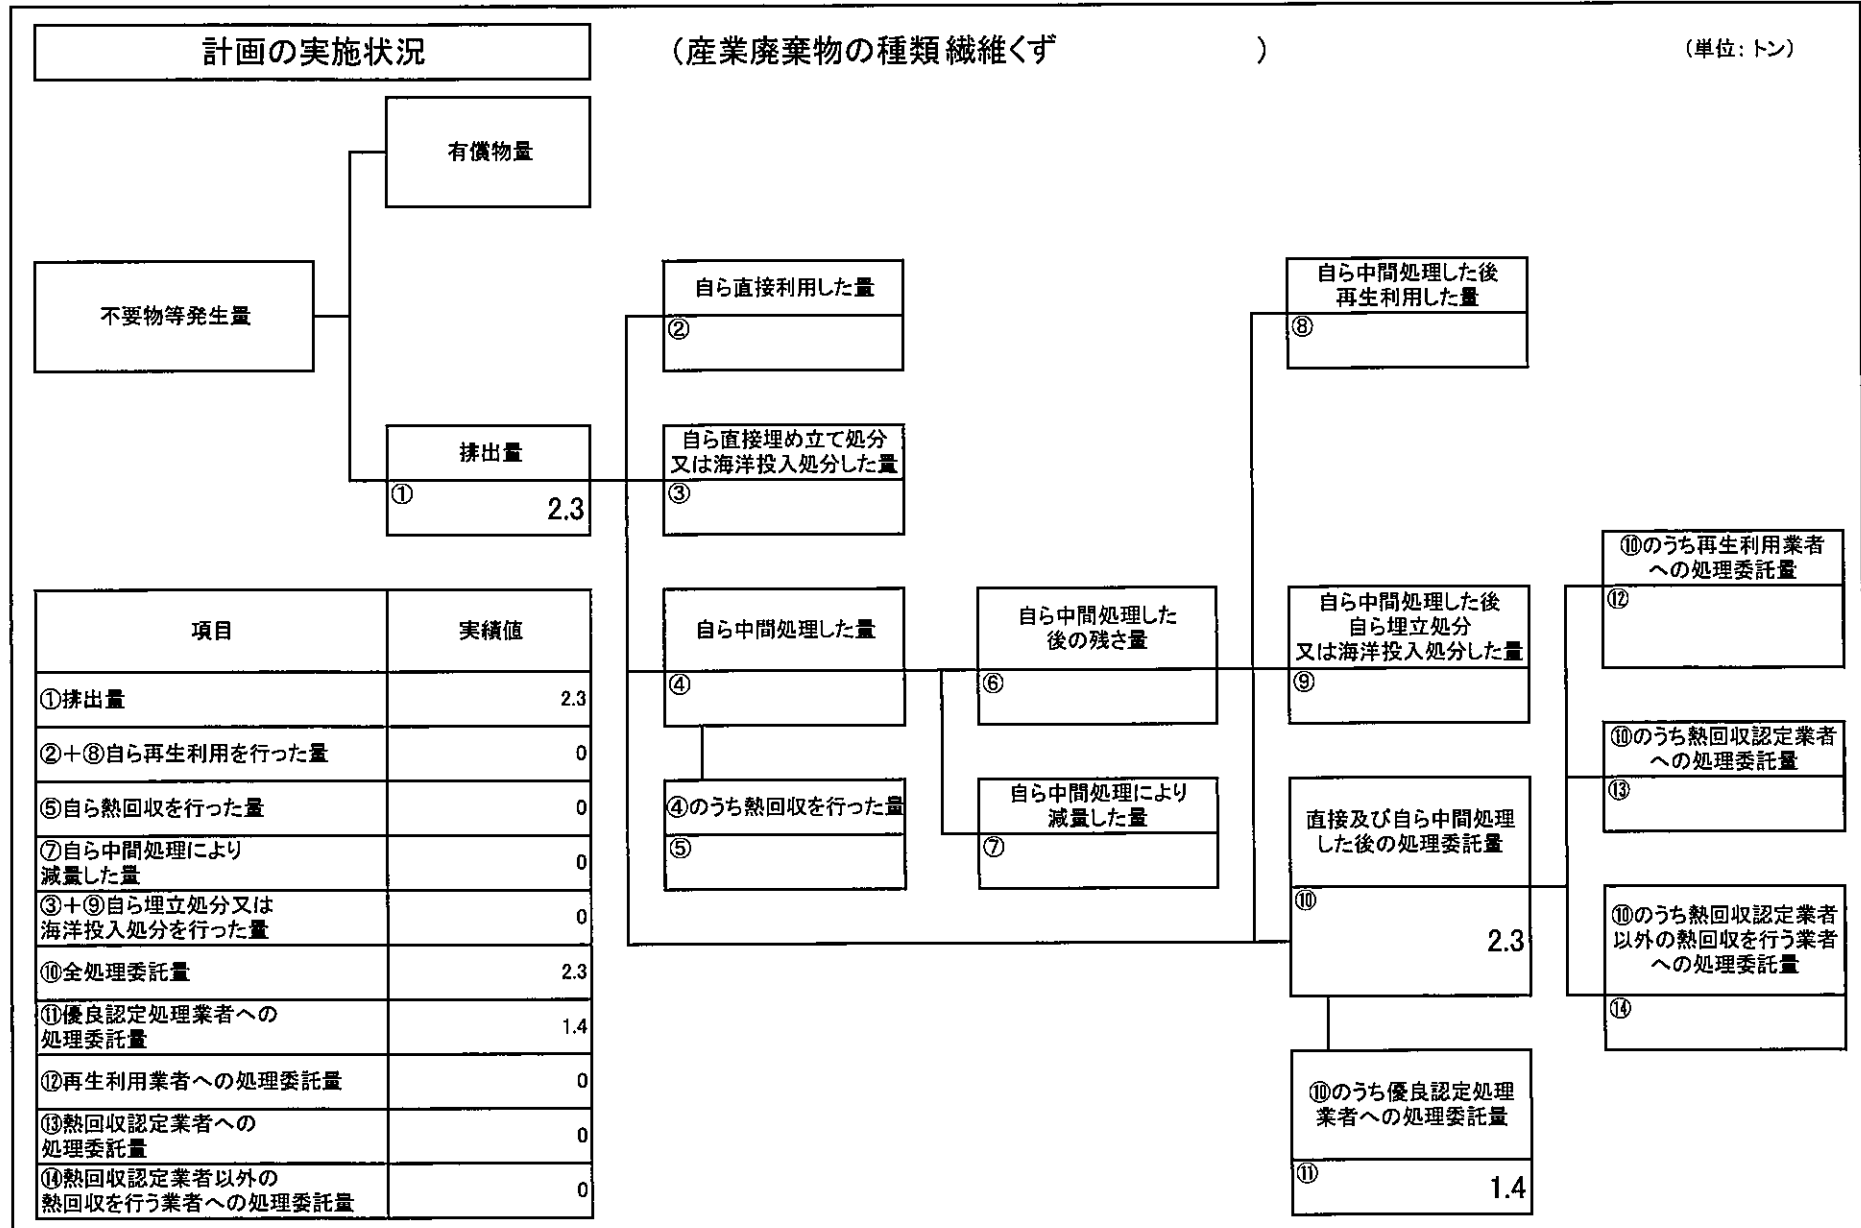 計画の実施状況
（産業廃棄物の種類 繊維くず ）
（単位：トン）
有償物量
不要物等発生量
排出量
①
2.3
自ら直接利用した量
②
自ら直接埋め立て処分
又は海洋投入処分した量
③
自ら中間処理した量
④
④のうち熱回収を行った量
⑤
自ら中間処理した
後の残さ量
⑥
自ら中間処理により
減量した量
⑦
自ら中間処理した後
再生利用した量
⑧
自ら中間処理した後
自ら埋立処分
又は海洋投入処分した量
⑨
直接及び自ら中間処理
した後の処理委託量
⑩
2.3
⑩のうち優良認定処理
業者への処理委託量
⑪
1.4
⑩のうち再生利用業者
への処理委託量
⑫
⑩のうち熱回収認定業者
への処理委託量
⑬
⑩のうち熱回収認定業者
以外の熱回収を行う業者
への処理委託量
⑭
項目 実績値
①排出量 2.3
②＋⑧自ら再生利用を行った量 0
⑤自ら熱回収を行った量 0
⑦自ら中間処理により
減量した量 0
③＋⑨自ら埋立処分又は
海洋投入処分を行った量 0
⑩全処理委託量 2.3
⑪優良認定処理業者への
処理委託量 1.4
⑫再生利用業者への処理委託量 0
⑬熱回収認定業者への
処理委託量 0
⑭熱回収認定業者以外の
熱回収を行う業者への処理委託量 0